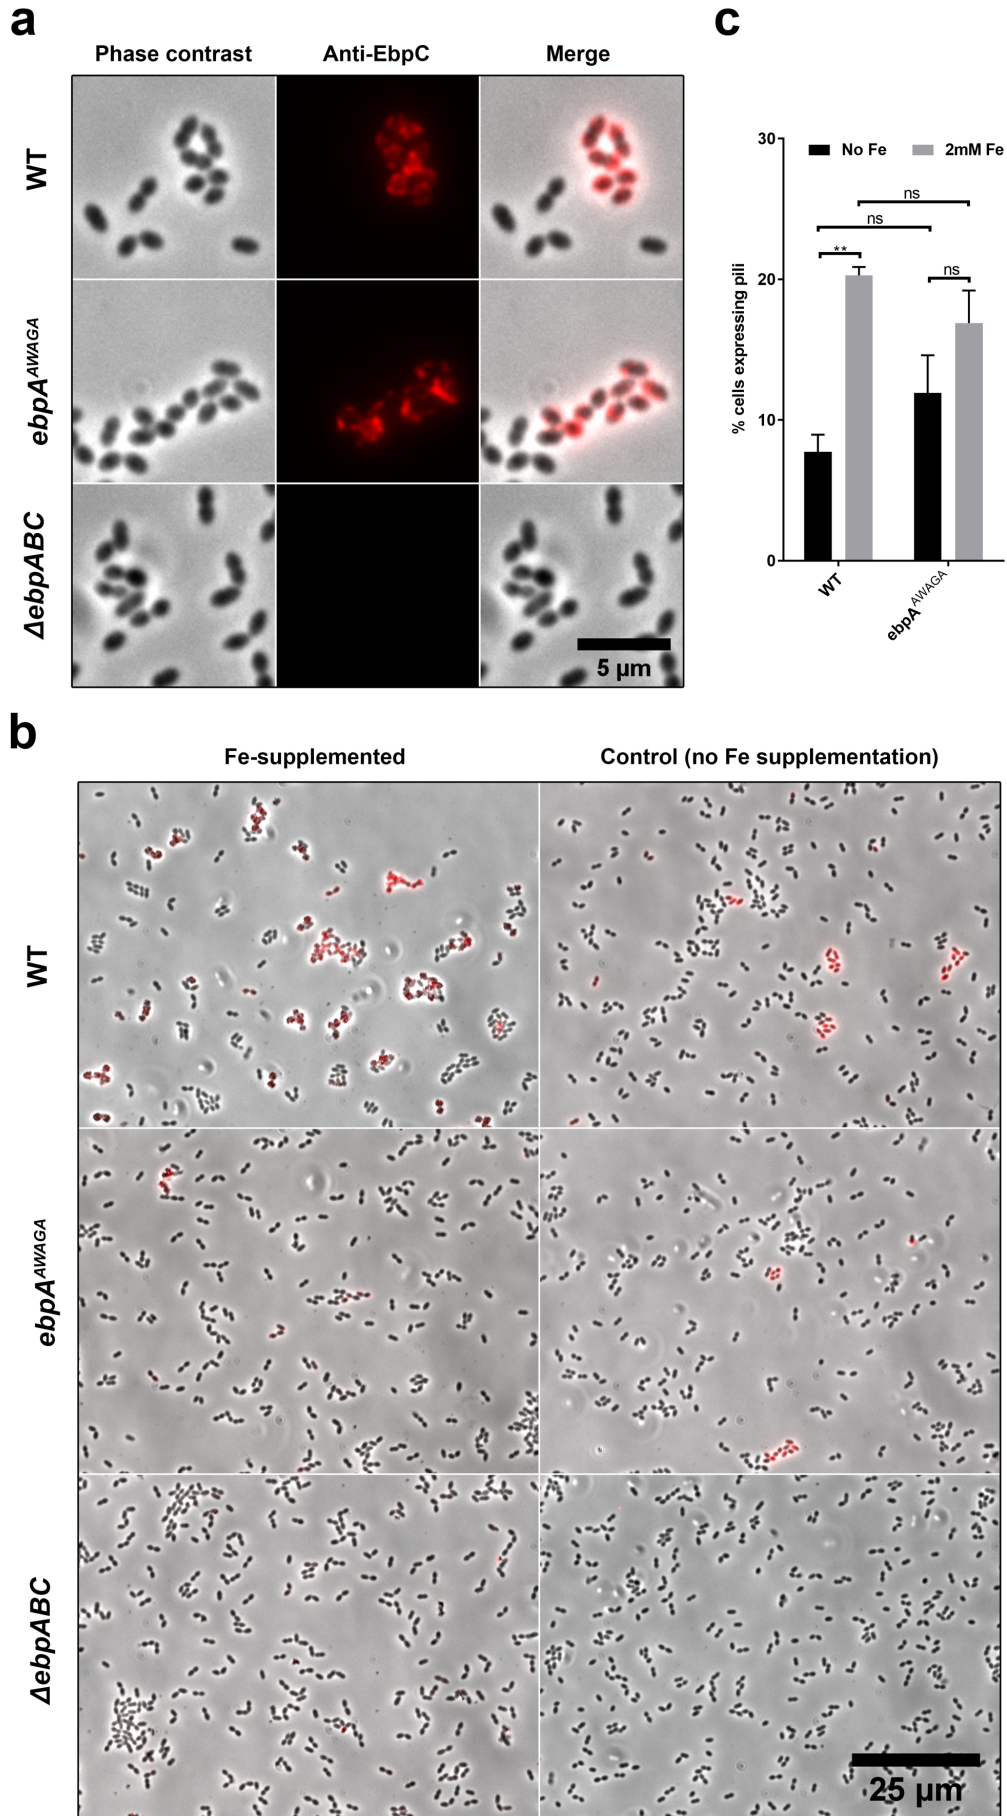 a
Phase contrast
Anti-EbpC
Merge
WT
ebpA^AWAGA
ΔebpABC
5 µm
c
30
20
10
0
% cells expressing pili
No Fe
2mM Fe
ns
ns
**
ns
WT
ebpA^AWAGA
b
Fe-supplemented
Control (no Fe supplementation)
WT
ebpA^AWAGA
ΔebpABC
25 µm